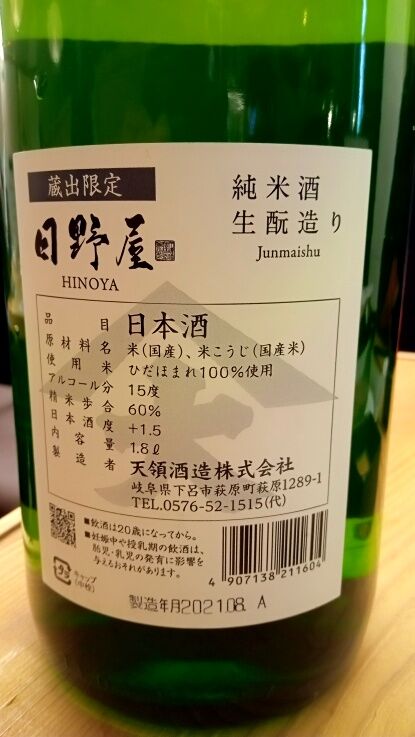 蔵出限定
日野屋
HINOYA
純米酒
生酛造り
Junmaishu
品目 日本酒
原材料名 米(国産)、米こうじ(国産米)
使用米 ひだほまれ100%使用
アルコール分 15度
精米歩合 60%
日本酒度 +1.5
内容量 1.8ℓ
製造者 天領酒造株式会社
岐阜県下呂市萩原町萩原1289-1
TEL.0576-52-1515(代)
■飲酒は20歳になってから。
■妊娠中や授乳期の飲酒は、
胎児・乳児の発育に影響を
与えるおそれがあります。
キャップ
(中栓)
4 907138 211604
製造年月2021.08. A